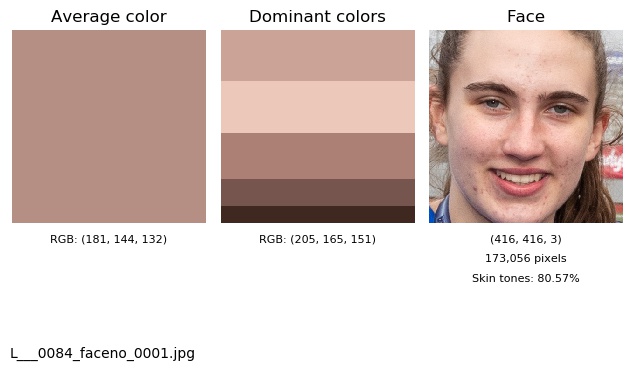 Average color
Dominant colors
Face
RGB: (181, 144, 132)
RGB: (205, 165, 151)
(416, 416, 3)
173,056 pixels
Skin tones: 80.57%
L___0084_faceno_0001.jpg